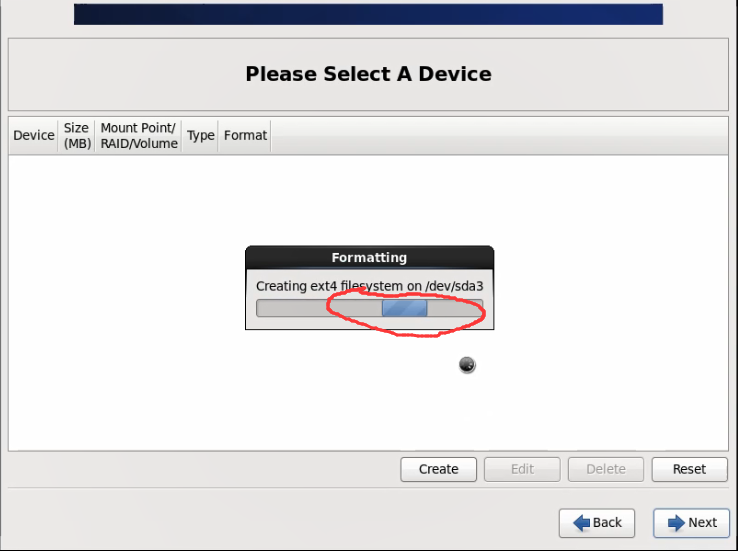 Please Select A Device
Device
Size
(MB)
Mount Point/
RAID/Volume
Type
Format
Formatting
Creating ext4 filesystem on /dev/sda3
Create
Edit
Delete
Reset
Back
Next